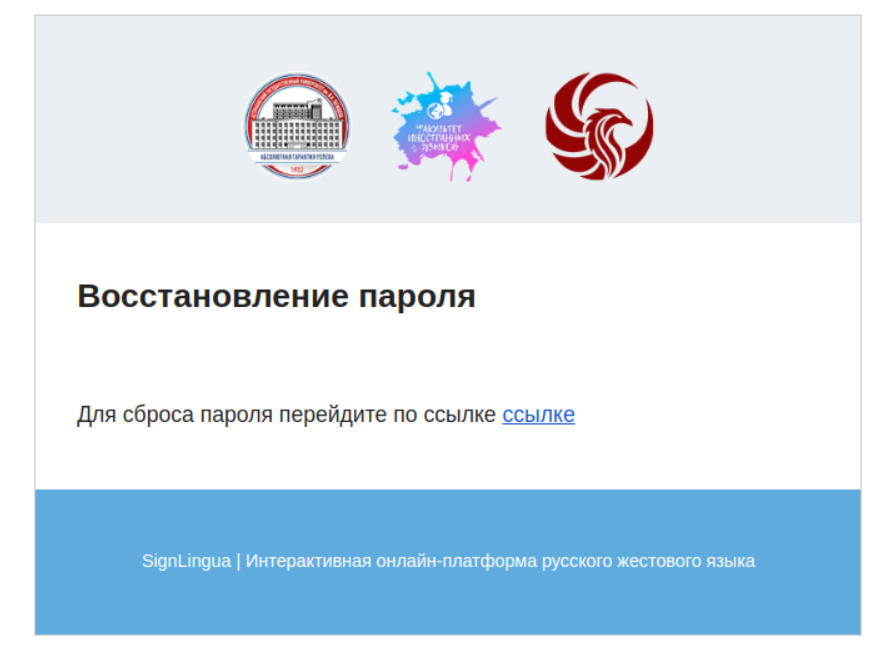 АБСОЛЮТНАЯ ГАРАНТИЯ УСПЕХА
1932
ФАКУЛЬТЕТ
ИНОСТРАННЫХ
ЯЗЫКОВ
Восстановление пароля
Для сброса пароля перейдите по ссылке ссылке
SignLingua | Интерактивная онлайн-платформа русского жестового языка